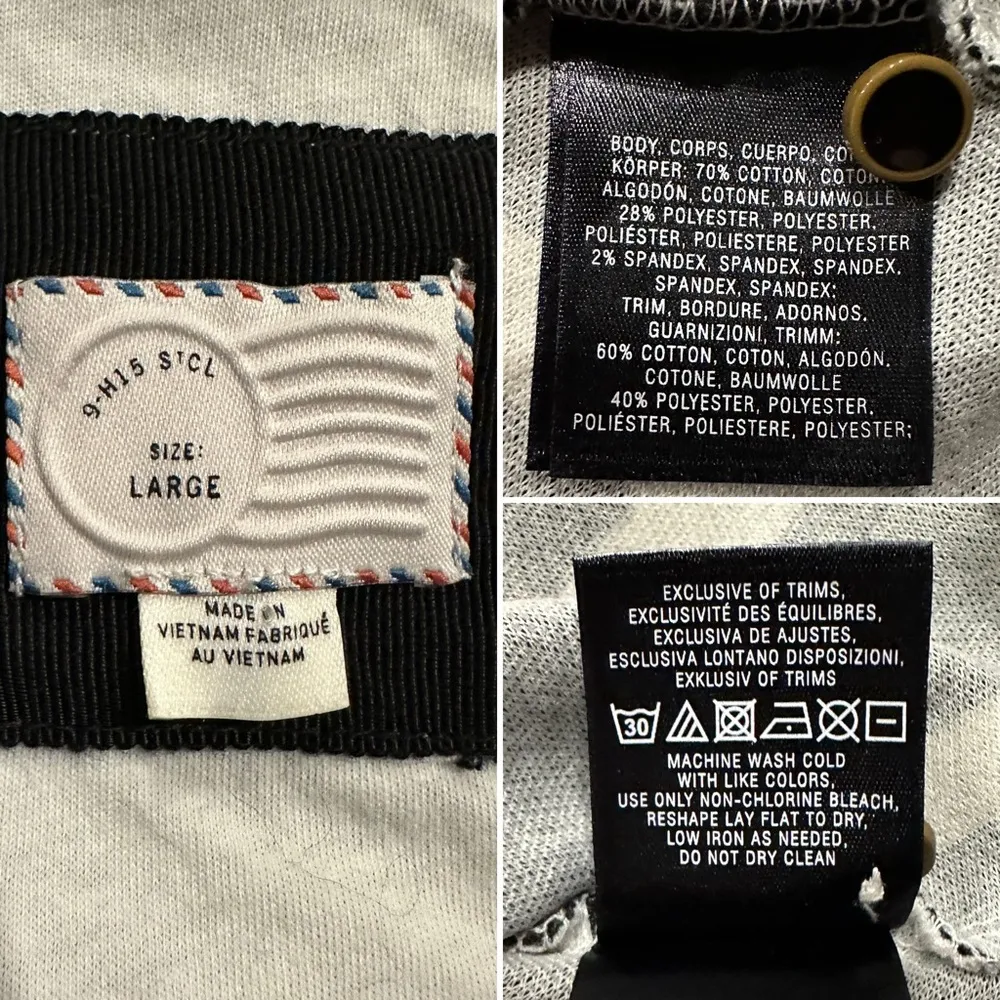 9-H15 STCL
SIZE:
LARGE
MADE IN
VIETNAM FABRIQUÉ
AU VIETNAM
BODY, CORPS, CUERPO,
KÖRPER: 70% COTTON,
ALGODÓN, COTONE, BAUMWOLLE
28% POLYESTER, POLYESTER.
POLIÉSTER, POLIESTERE, POLYESTER
2% SPANDEX, SPANDEX, SPANDEX.
SPANDEX, SPANDEX:
TRIM, BORDURE, ADORNOS.
GUARNIZIONI, TRIMM:
60% COTTON, COTON, ALGODÓN.
COTONE, BAUMWOLLE
40% POLYESTER, POLYESTER.
POLIÉSTER, POLIESTERE, POLYESTER;
EXCLUSIVE OF TRIMS,
EXCLUSIVITÉ DES ÉQUILIBRES,
EXCLUSIVA DE AJUSTES,
ESCLUSIVA LONTANO DISPOSIZIONI,
EXKLUSIV OF TRIMS
30
MACHINE WASH COLD
WITH LIKE COLORS,
USE ONLY NON-CHLORINE BLEACH,
RESHAPE LAY FLAT TO DRY,
LOW IRON AS NEEDED,
DO NOT DRY CLEAN